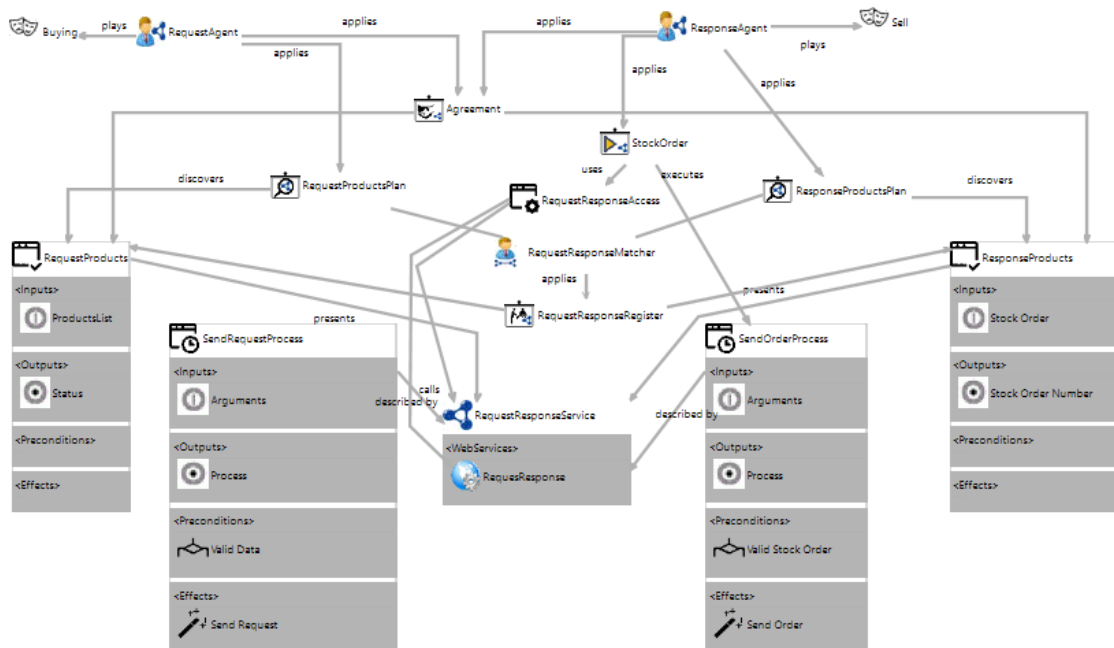 Buying
plays
RequestAgent
applies
applies
applies
ResponseAgent
plays
Sell
applies
applies
Agreement
StockOrder
uses
executes
discovers
RequestProductsPlan
RequestResponseAccess
ResponseProductsPlan
discovers
RequestResponseMatcher
applies
RequestResponseRegister
presents
presents
RequestProducts
<Inputs>
ProductsList
<Outputs>
Status
<Preconditions>
<Effects>
SendRequestProcess
<Inputs>
Arguments
<Outputs>
Process
<Preconditions>
Valid Data
<Effects>
Send Request
calls
described by
RequestResponseService
<WebServices>
RequesResponse
described by
SendOrderProcess
<Inputs>
Arguments
<Outputs>
Process
<Preconditions>
Valid Stock Order
<Effects>
Send Order
ResponseProducts
<Inputs>
Stock Order
<Outputs>
Stock Order Number
<Preconditions>
<Effects>